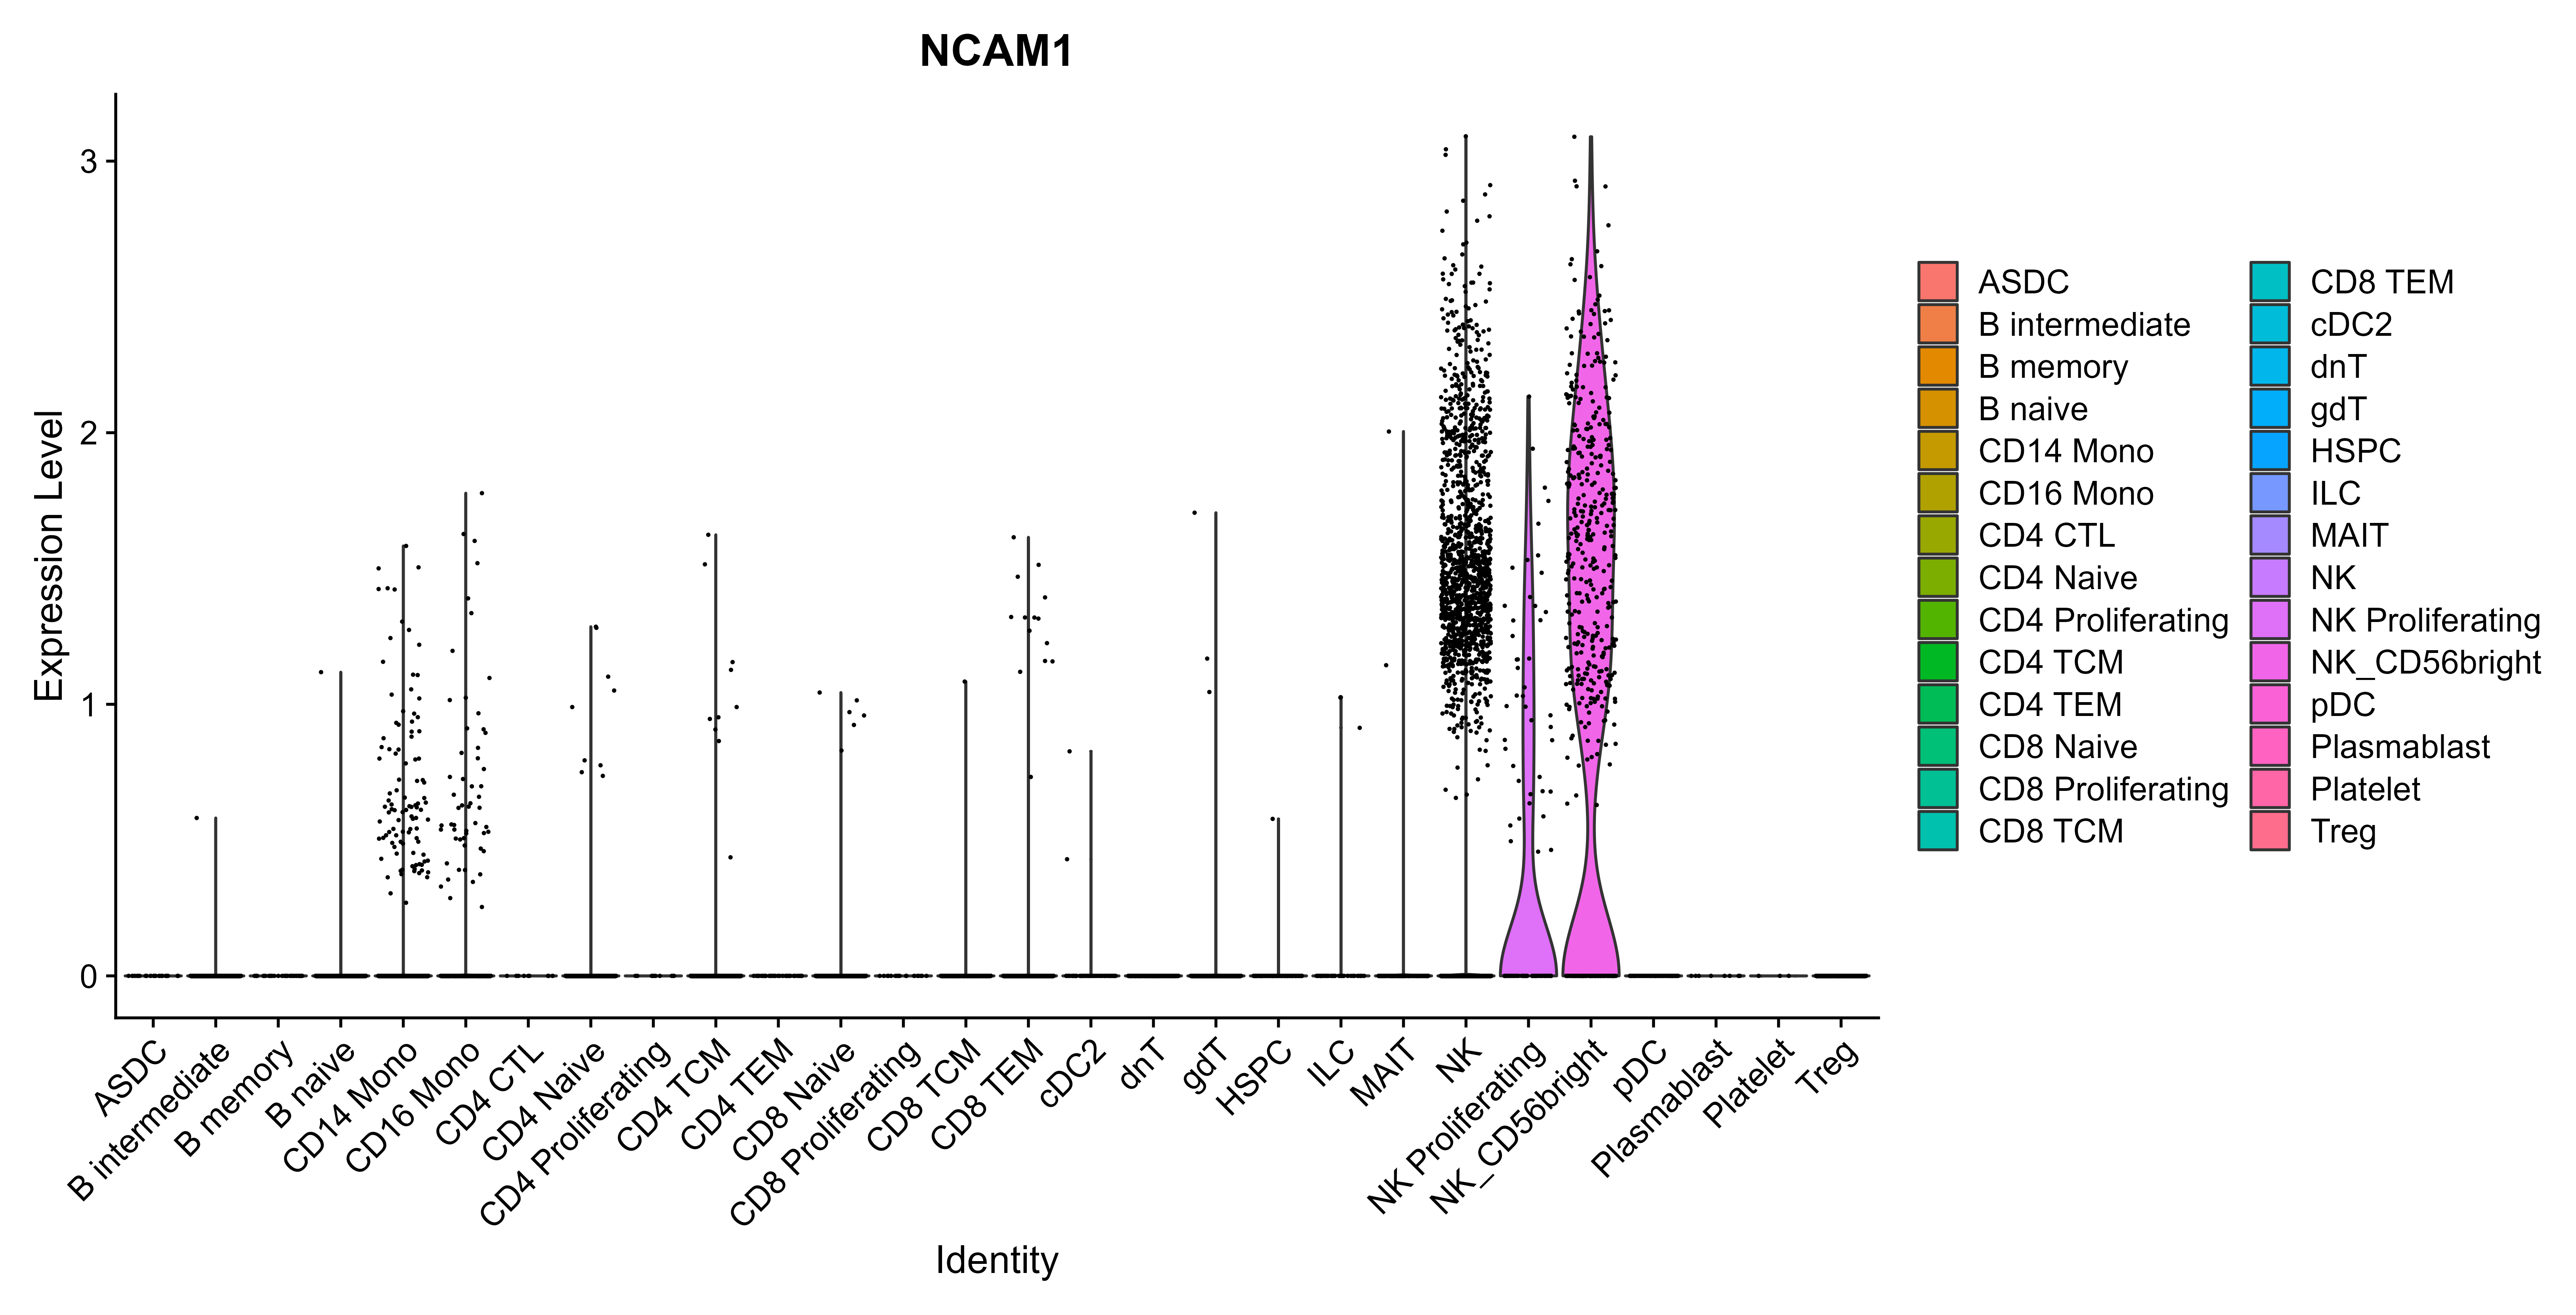 NCAM1
Expression Level
3
2
1
0
ASDC
B intermediate
B memory
B naive
CD14 Mono
CD16 Mono
CD4 CTL
CD4 Naive
CD4 Proliferating
CD4 TCM
CD4 TEM
CD8 Naive
CD8 Proliferating
CD8 TCM
CD8 TEM
cDC2
dnT
gdT
HSPC
ILC
MAIT
NK
NK Proliferating
NK_CD56bright
pDC
Plasmablast
Platelet
Treg
Identity
ASDC
B intermediate
B memory
B naive
CD14 Mono
CD16 Mono
CD4 CTL
CD4 Naive
CD4 Proliferating
CD4 TCM
CD4 TEM
CD8 Naive
CD8 Proliferating
CD8 TCM
CD8 TEM
cDC2
dnT
gdT
HSPC
ILC
MAIT
NK
NK Proliferating
NK_CD56bright
pDC
Plasmablast
Platelet
Treg